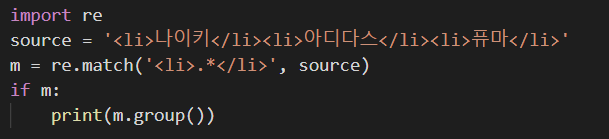 import re
source = '<li>나이키</li><li>아디다스</li><li>퓨마</li>'
m = re.match('<li>.*</li>', source)
if m:
    print(m.group())